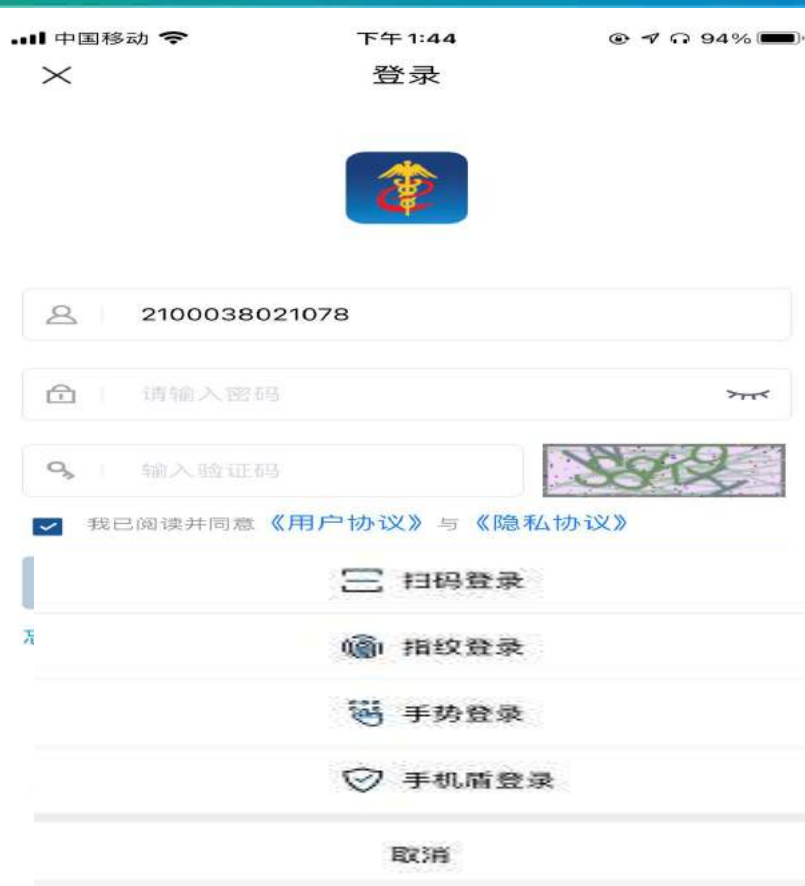 中国移动 下午1:44 94%
登录
2100038021078
请输入密码
输入验证码
我已阅读并同意《用户协议》与《隐私协议》
扫码登录
指纹登录
手势登录
手机盾登录
取消